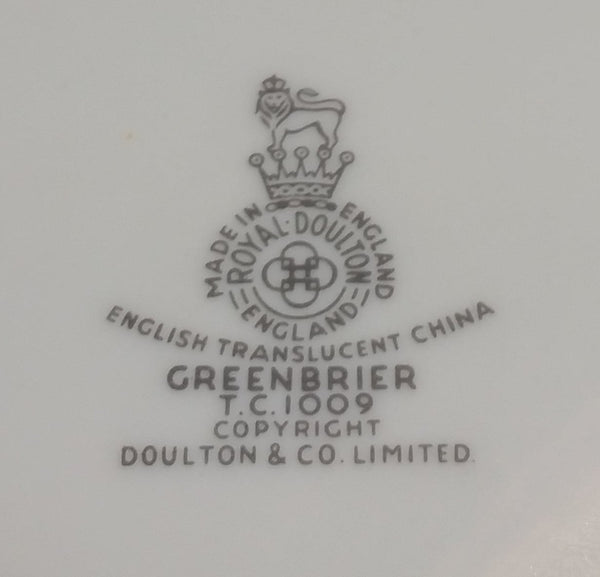 MADE IN ENGLAND
ROYAL·DOULTON
ENGLAND
ENGLISH TRANSLUCENT CHINA
GREENBRIER
T.C.1009
COPYRIGHT
DOULTON & CO. LIMITED.